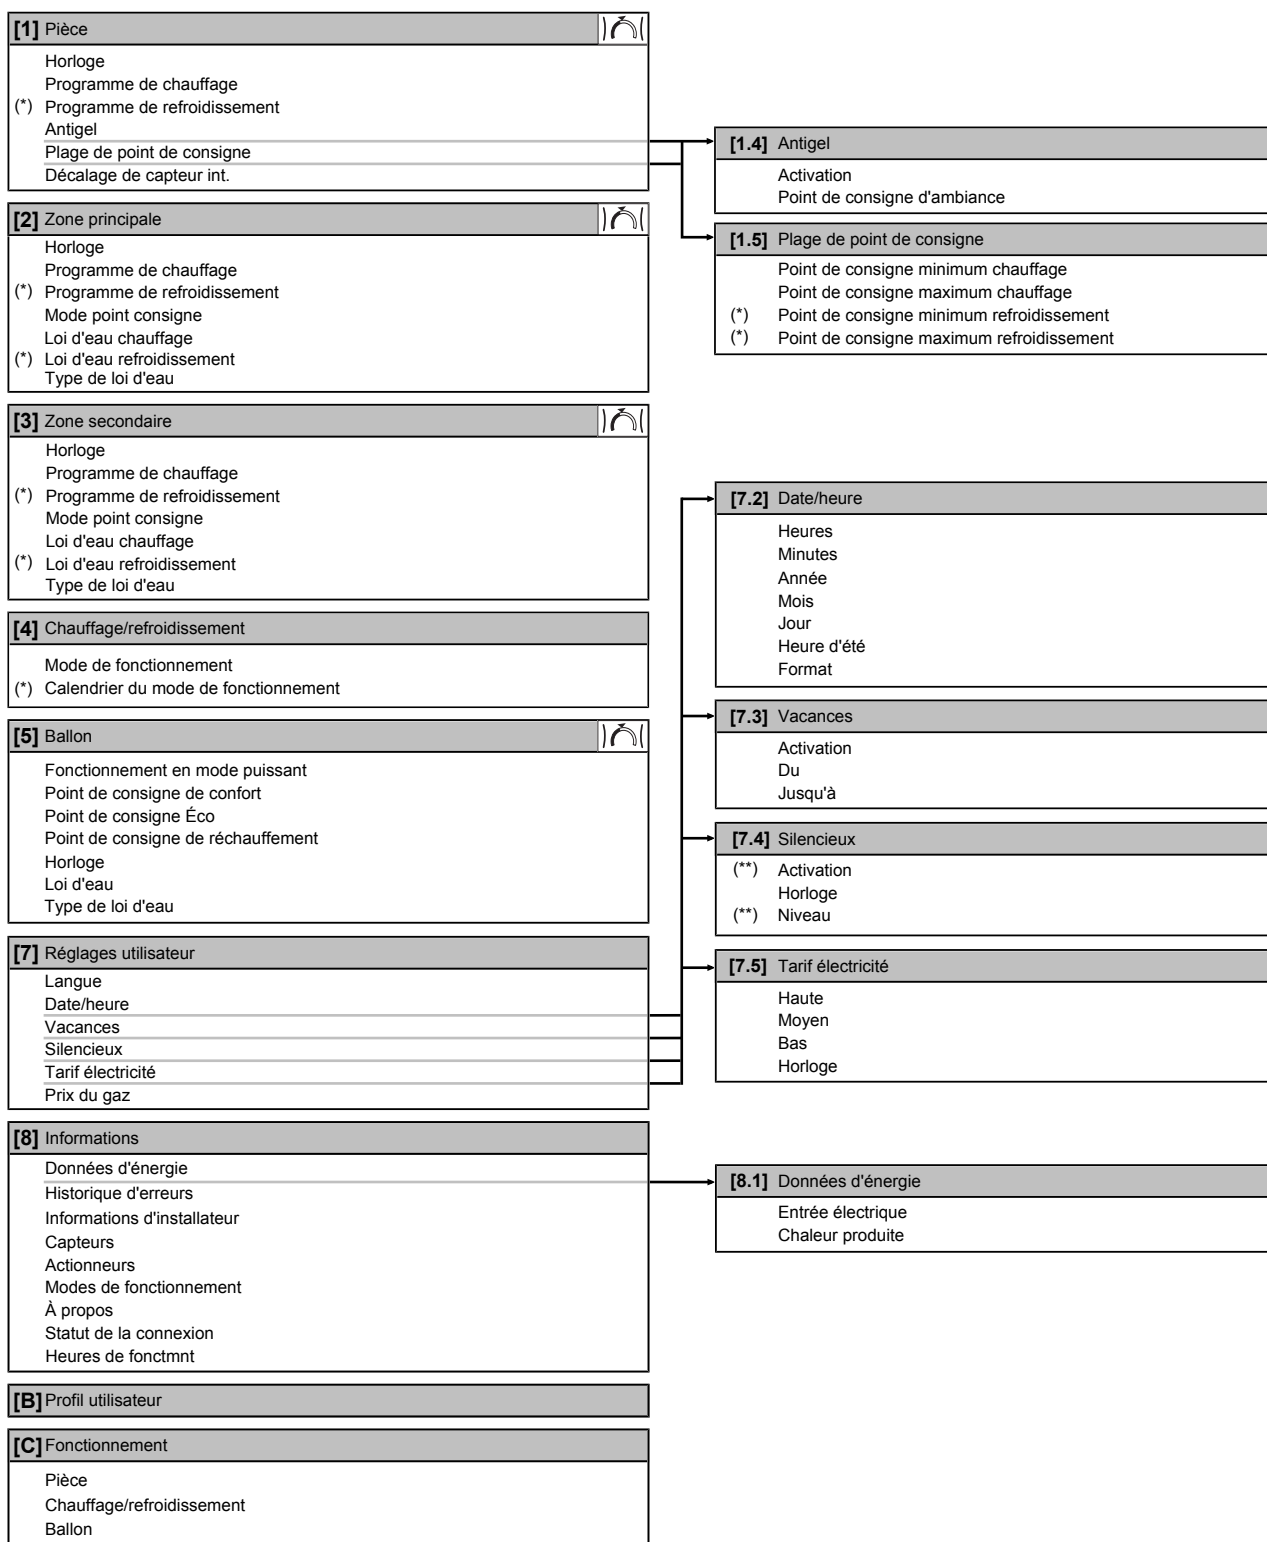 [1] Pièce
Horloge
Programme de chauffage
(*) Programme de refroidissement
Antigel
Plage de point de consigne
Décalage de capteur int.
[1.4] Antigel
Activation
Point de consigne d'ambiance
[1.5] Plage de point de consigne
Point de consigne minimum chauffage
Point de consigne maximum chauffage
(*) Point de consigne minimum refroidissement
(*) Point de consigne maximum refroidissement
[2] Zone principale
Horloge
Programme de chauffage
(*) Programme de refroidissement
Mode point consigne
Loi d'eau chauffage
(*) Loi d'eau refroidissement
Type de loi d'eau
[3] Zone secondaire
Horloge
Programme de chauffage
(*) Programme de refroidissement
Mode point consigne
Loi d'eau chauffage
(*) Loi d'eau refroidissement
Type de loi d'eau
[4] Chauffage/refroidissement
Mode de fonctionnement
(*) Calendrier du mode de fonctionnement
[5] Ballon
Fonctionnement en mode puissant
Point de consigne de confort
Point de consigne Éco
Point de consigne de réchauffement
Horloge
Loi d'eau
Type de loi d'eau
[7] Réglages utilisateur
Langue
Date/heure
Vacances
Silencieux
Tarif électricité
Prix du gaz
[7.2] Date/heure
Heures
Minutes
Année
Mois
Jour
Heure d'été
Format
[7.3] Vacances
Activation
Du
Jusqu'à
[7.4] Silencieux
(**) Activation
Horloge
(**) Niveau
[7.5] Tarif électricité
Haute
Moyen
Bas
Horloge
[8] Informations
Données d'énergie
Historique d'erreurs
Informations d'installateur
Capteurs
Actionneurs
Modes de fonctionnement
À propos
Statut de la connexion
Heures de fonctmnt
[8.1] Données d'énergie
Entrée électrique
Chaleur produite
[B] Profil utilisateur
[C] Fonctionnement
Pièce
Chauffage/refroidissement
Ballon